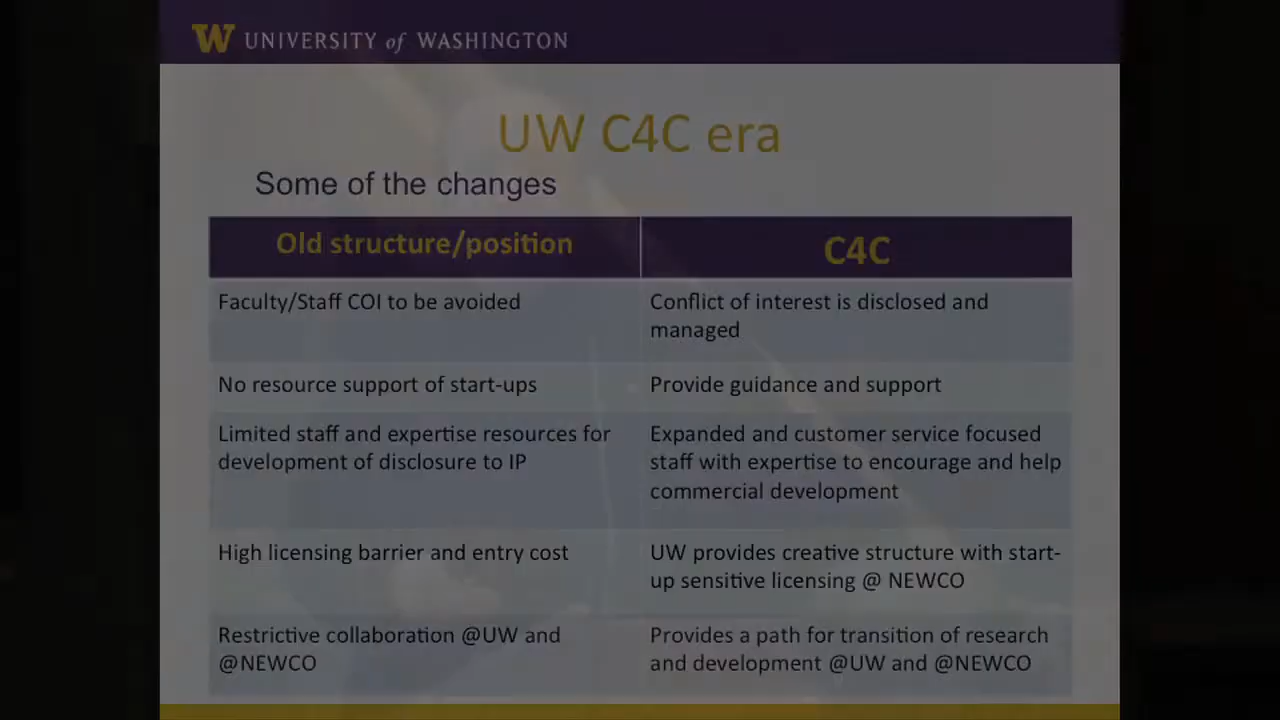 W UNIVERSITY of WASHINGTON
UW C4C era
Some of the changes
Old structure/position
C4C
Faculty/Staff COI to be avoided
Conflict of interest is disclosed and
managed
No resource support of start-ups
Provide guidance and support
Limited staff and expertise resources for
development of disclosure to IP
Expanded and customer service focused
staff with expertise to encourage and help
commercial development
High licensing barrier and entry cost
UW provides creative structure with start-
up sensitive licensing @ NEWCO
Restrictive collaboration @UW and
@NEWCO
Provides a path for transition of research
and development @UW and @NEWCO